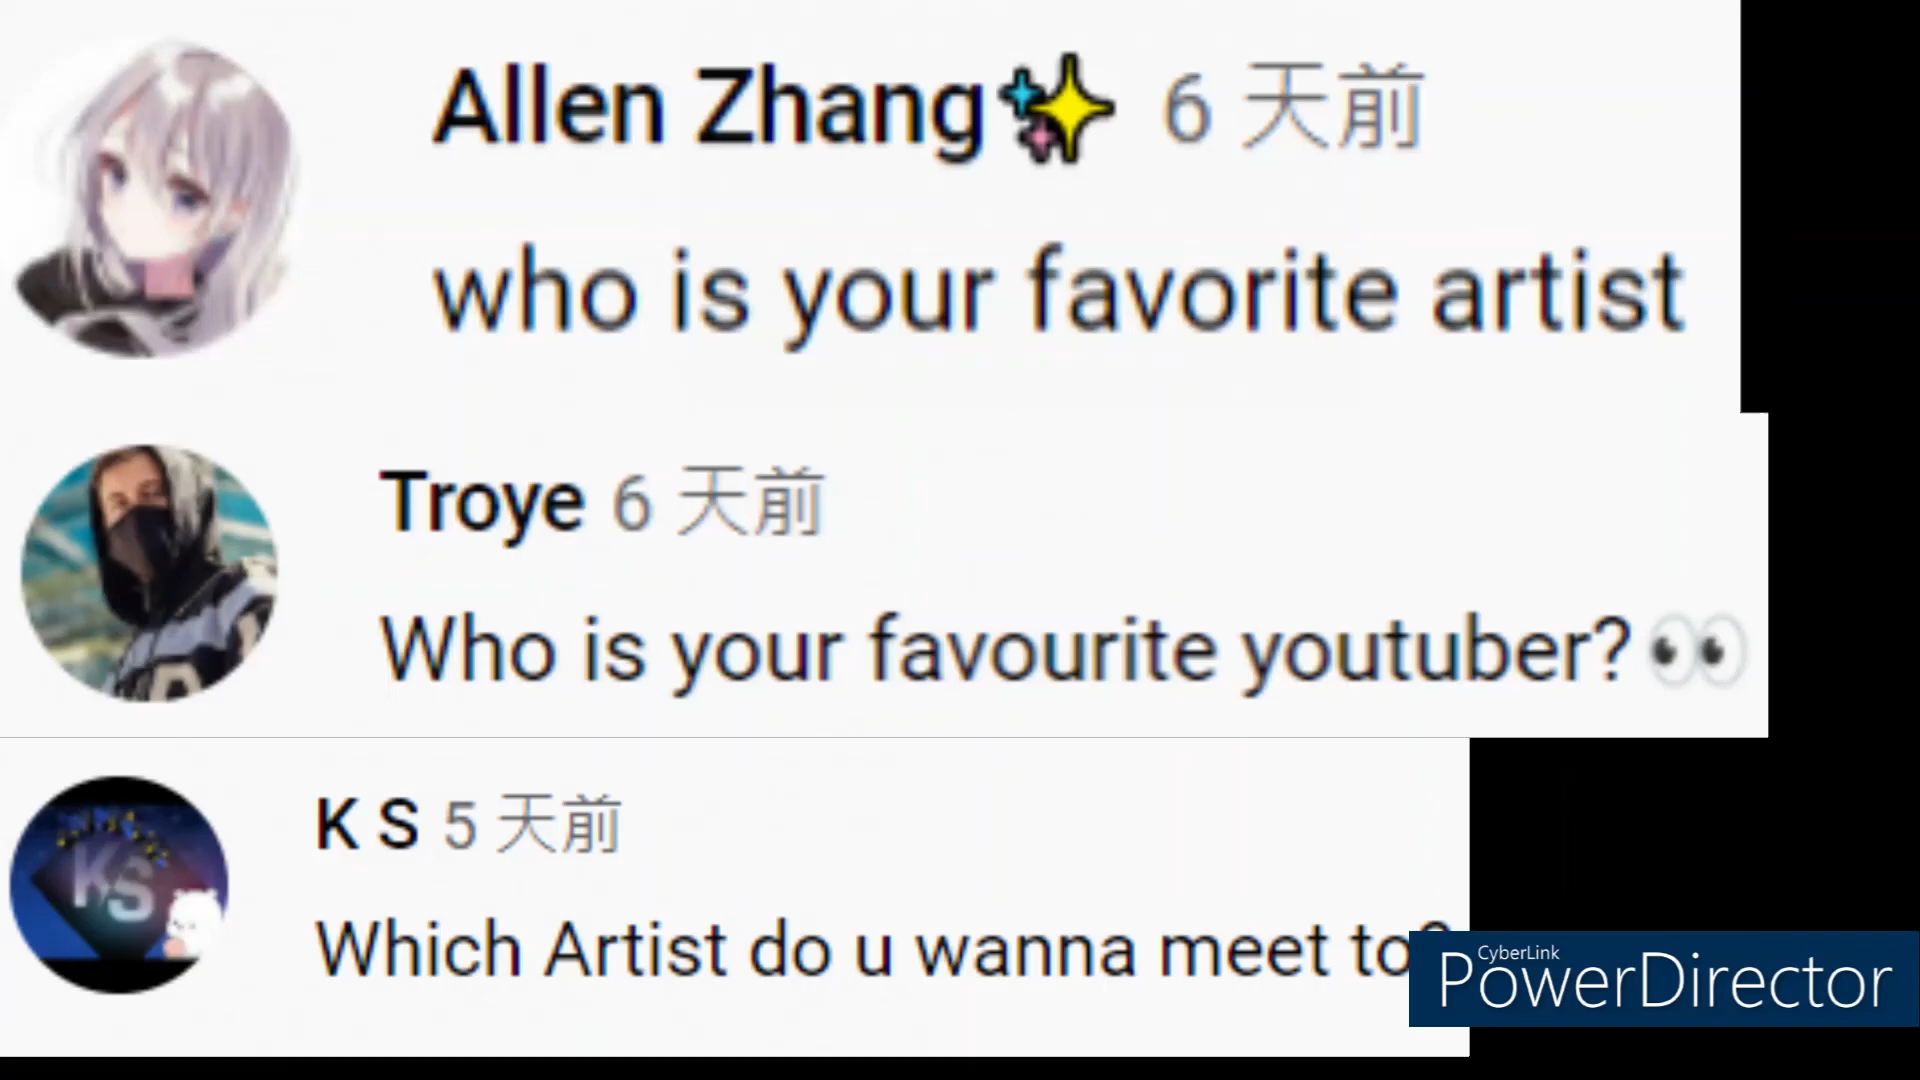 Allen Zhang✨ 6 天前
who is your favorite artist
Troye 6 天前
Who is your favourite youtuber? 👀
K S 5 天前
KS
Which Artist do u wanna meet to?
CyberLink
PowerDirector